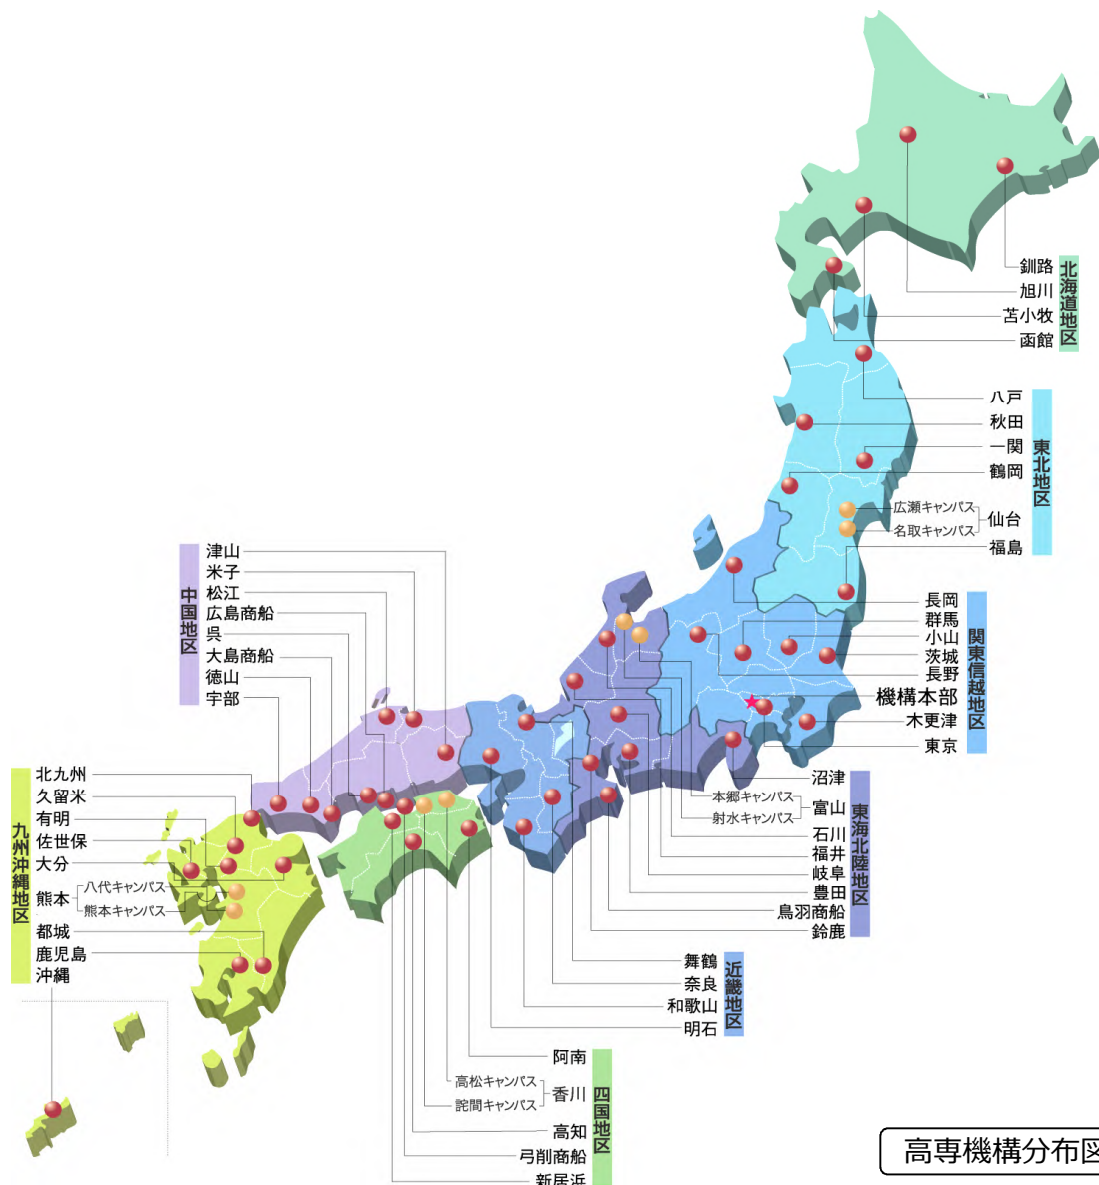 釧路
旭川
苫小牧
函館
北海道地区
八戸
秋田
一関
鶴岡
広瀬キャンパス
名取キャンパス
仙台
福島
東北地区
長岡
群馬
小山
茨城
長野
機構本部
木更津
東京
関東信越地区
沼津
本郷キャンパス
射水キャンパス
富山
石川
福井
岐阜
豊田
鳥羽商船
鈴鹿
東海北陸地区
舞鶴
奈良
和歌山
明石
近畿地区
中国地区
津山
米子
松江
広島商船
呉
大島商船
徳山
宇部
阿南
高松キャンパス
詫間キャンパス
香川
高知
弓削商船
新居浜
四国地区
九州沖縄地区
北九州
久留米
有明
佐世保
大分
八代キャンパス
熊本
熊本キャンパス
都城
鹿児島
沖縄
高専機構分布図